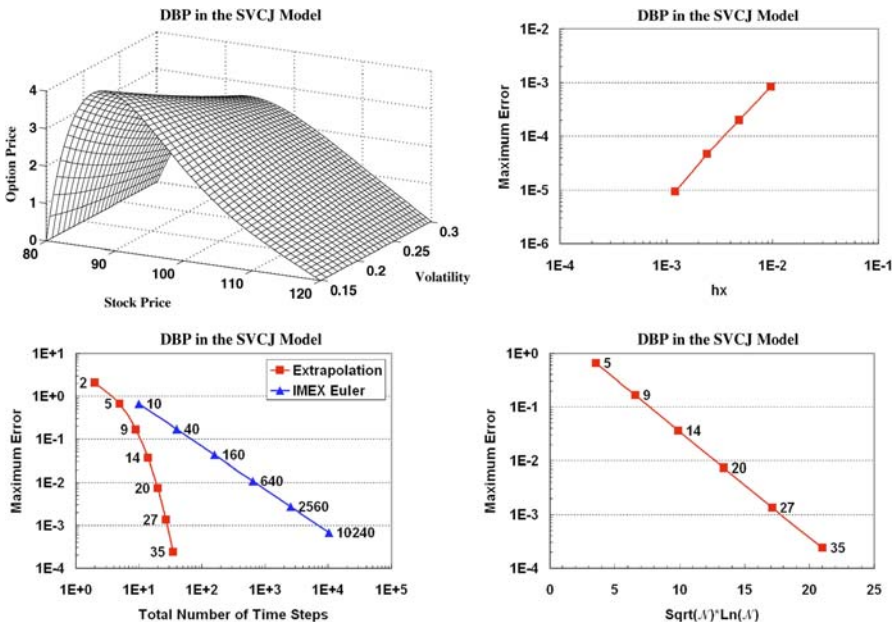 DBP in the SVCJ Model
Option Price
4
3
2
1
0
80
90
100
110
120
Stock Price
0.15
0.2
0.25
0.3
Volatility
DBP in the SVCJ Model
Maximum Error
1E-2
1E-3
1E-4
1E-5
1E-6
1E-4
1E-3
1E-2
1E-1
hx
DBP in the SVCJ Model
Maximum Error
1E+1
1E+0
1E-1
1E-2
1E-3
1E-4
Extrapolation
IMEX Euler
2
5
9
14
20
27
35
10
40
160
640
2560
10240
1E+0
1E+1
1E+2
1E+3
1E+4
1E+5
Total Number of Time Steps
DBP in the SVCJ Model
Maximum Error
1E+0
1E-1
1E-2
1E-3
1E-4
5
9
14
20
27
35
0
5
10
15
20
25
Sqrt(𝒩)*Ln(𝒩)